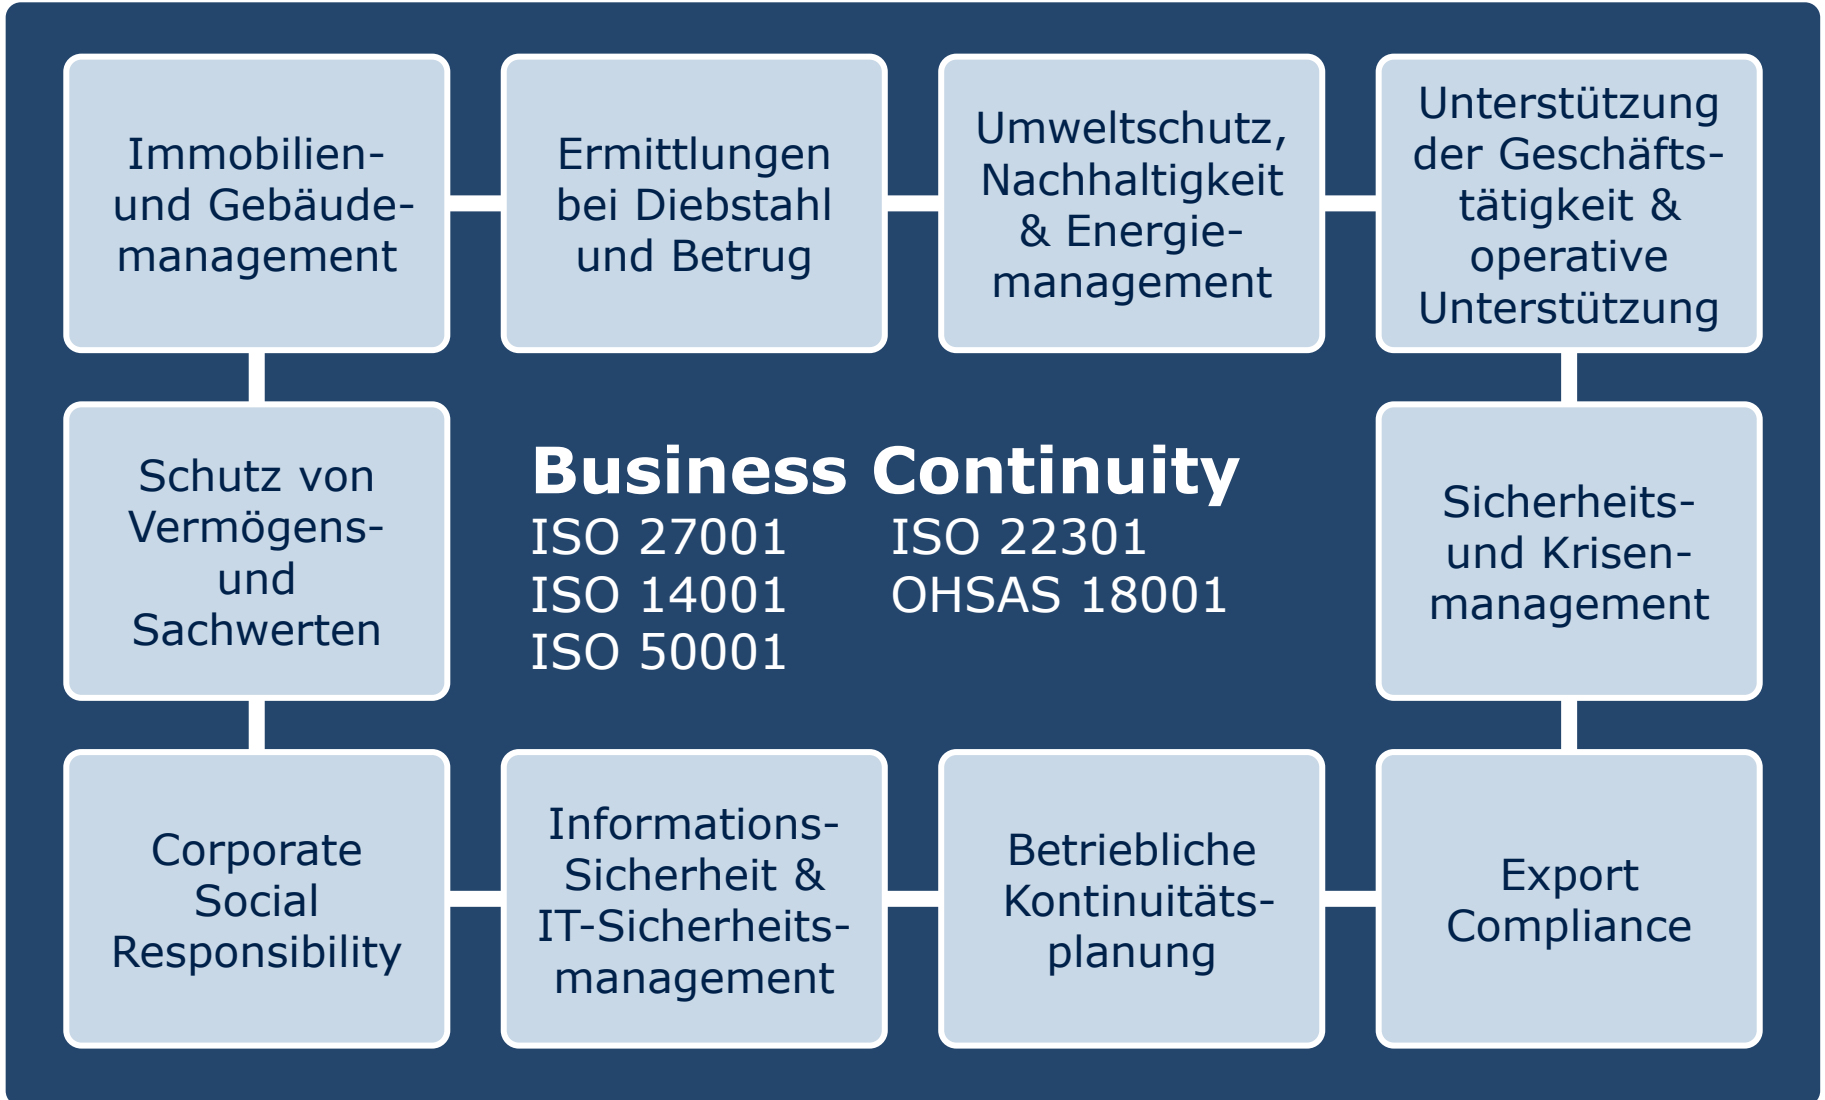 Immobilien-
und Gebäude-
management
Ermittlungen
bei Diebstahl
und Betrug
Umweltschutz,
Nachhaltigkeit
& Energie-
management
Unterstützung
der Geschäfts-
tätigkeit &
operative
Unterstützung
Schutz von
Vermögens-
und
Sachwerten
Business Continuity
ISO 27001 ISO 22301
ISO 14001 OHSAS 18001
ISO 50001
Sicherheits-
und Krisen-
management
Corporate
Social
Responsibility
Informations-
Sicherheit &
IT-Sicherheits-
management
Betriebliche
Kontinuitäts-
planung
Export
Compliance